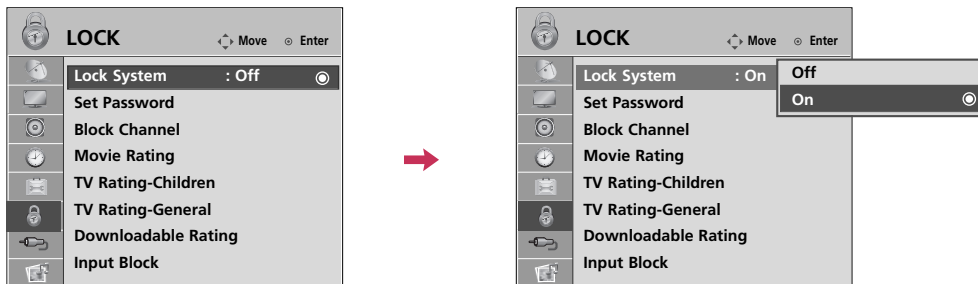 LOCK Move Enter
Lock System : Off
Set Password
Block Channel
Movie Rating
TV Rating-Children
TV Rating-General
Downloadable Rating
Input Block
LOCK Move Enter
Lock System : On
Off
On
Set Password
Block Channel
Movie Rating
TV Rating-Children
TV Rating-General
Downloadable Rating
Input Block